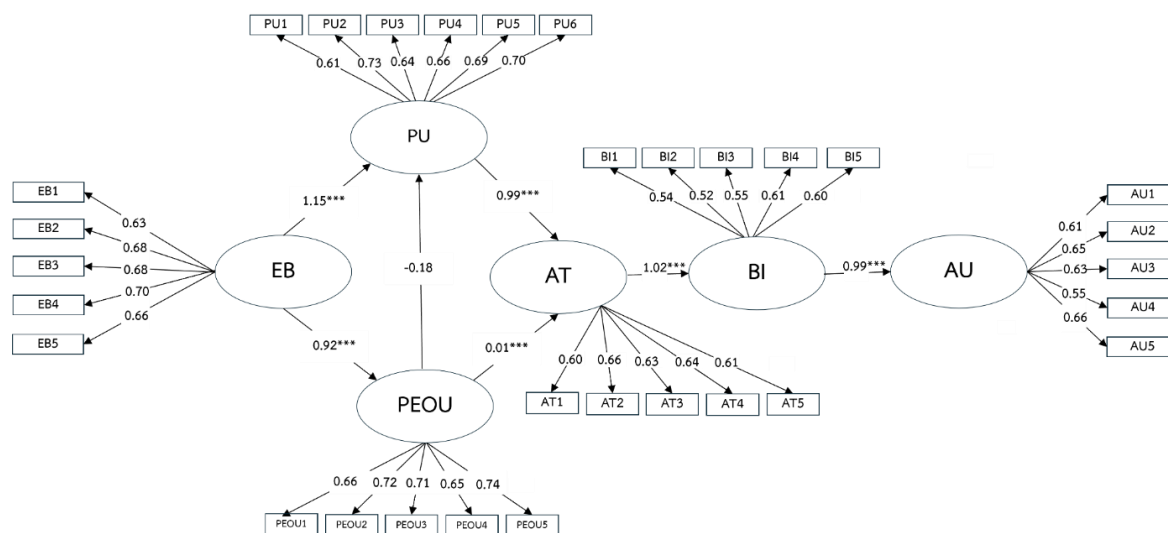 PU1 PU2 PU3 PU4 PU5 PU6
0.61 0.73 0.64 0.66 0.69 0.70
PU
BI1 BI2 BI3 BI4 BI5
0.54 0.52 0.55 0.61 0.60
EB1
EB2
EB3
EB4
EB5
0.63
0.68
0.68
0.70
0.66
1.15***
0.99***
EB
-0.18
AT
1.02***
BI
0.99***
AU
0.61
0.65
0.63
0.55
0.66
AU1
AU2
AU3
AU4
AU5
0.92***
0.01***
0.60 0.66 0.63 0.64 0.61
AT1 AT2 AT3 AT4 AT5
PEOU
0.66 0.72 0.71 0.65 0.74
PEOU1 PEOU2 PEOU3 PEOU4 PEOU5